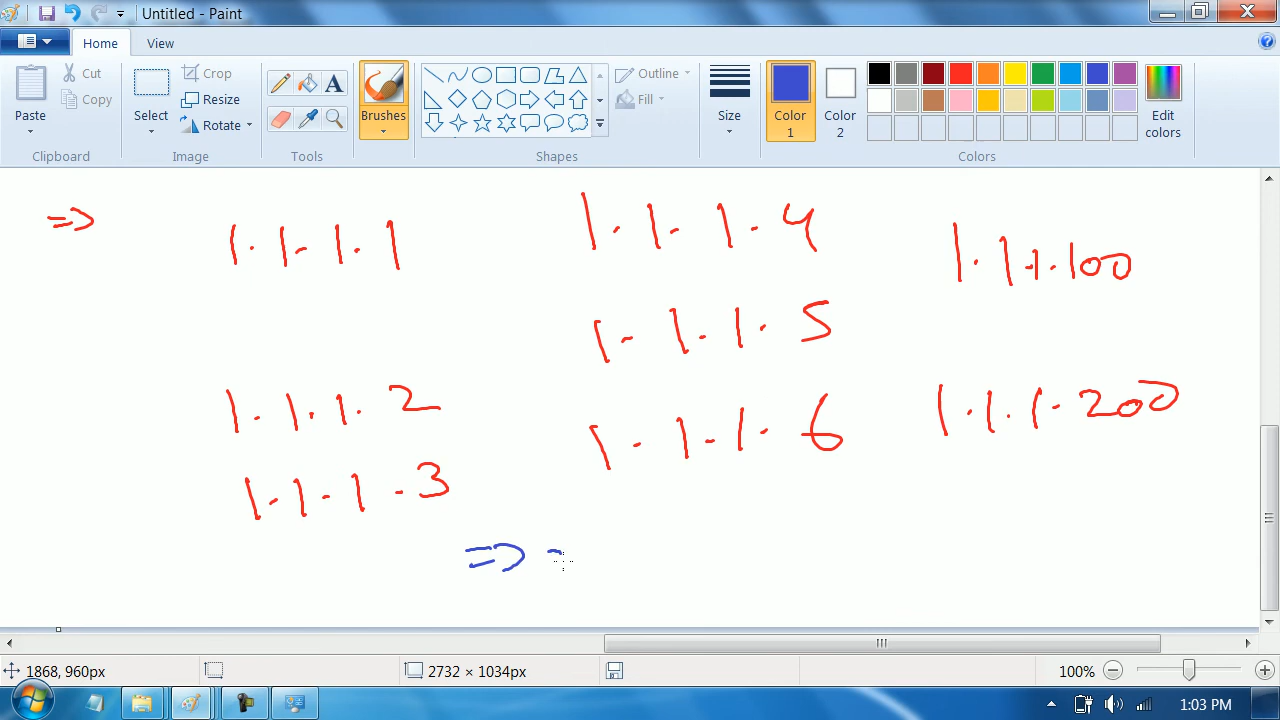 Untitled - Paint
Home View
Cut
Copy
Paste
Clipboard
Crop
Resize
Rotate
Select
Image
Tools
Brushes
Outline
Fill
Shapes
Size
Color 1
Color 2
Edit colors
Colors
=>
1.1.1.1
1.1.1.2
1.1.1.3
1.1.1.4
1.1.1.5
1.1.1.6
1.1.1.100
1.1.1.200
=>
1868, 960px
2732 × 1034px
100%
1:03 PM